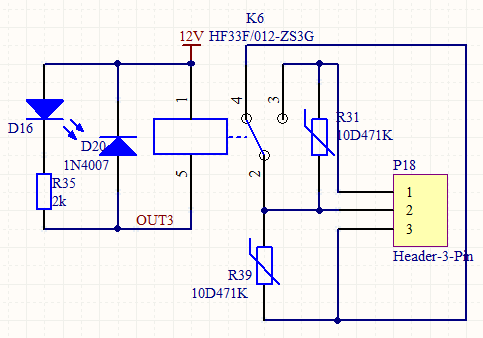 K6
12V HF33F/012-ZS3G
1
4
3
R31
10D471K
D16
D20
1N4007
P18
R35
2k
5
2
1
2
3
OUT3
Header-3-Pin
R39
10D471K